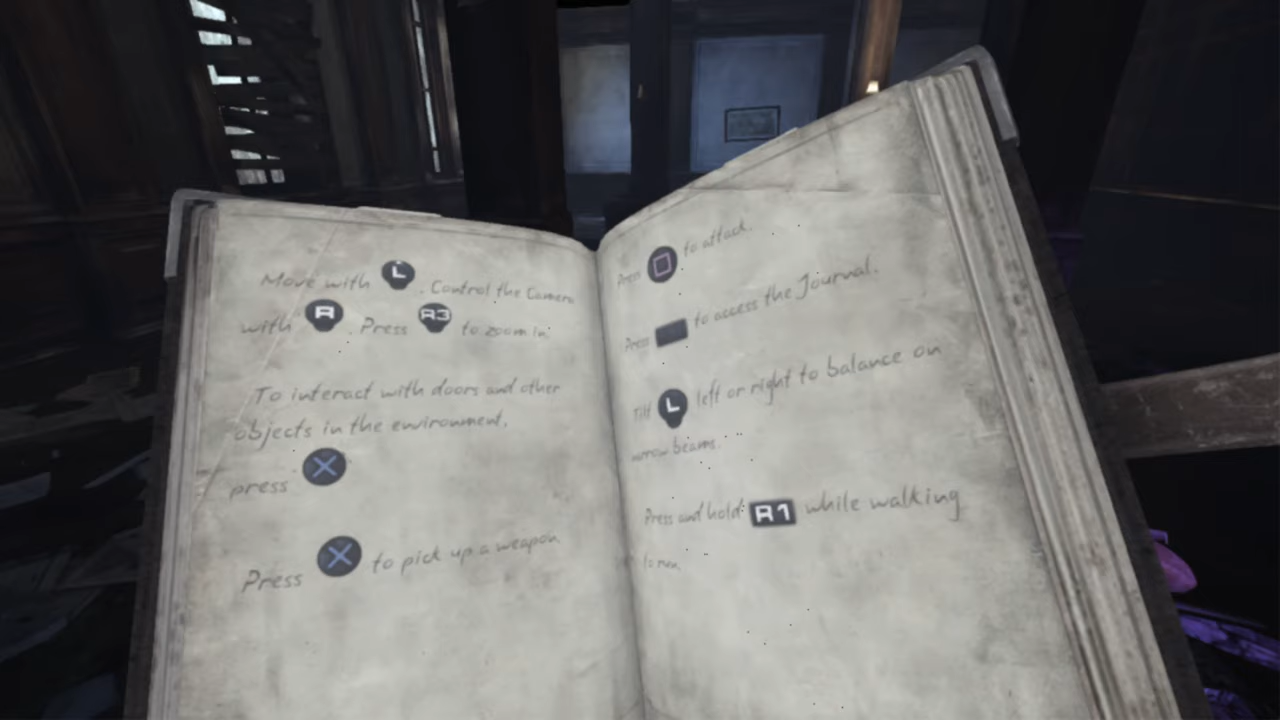 Move with L . Control the Camera
with R . Press R3 to zoom in.
To interact with doors and other
objects in the environment,
press
Press to pick up a weapon
Press to attack.
Press to access the Journal.
Tilt L left or right to balance on
narrow beams.
Press and hold R1 while walking
to run.